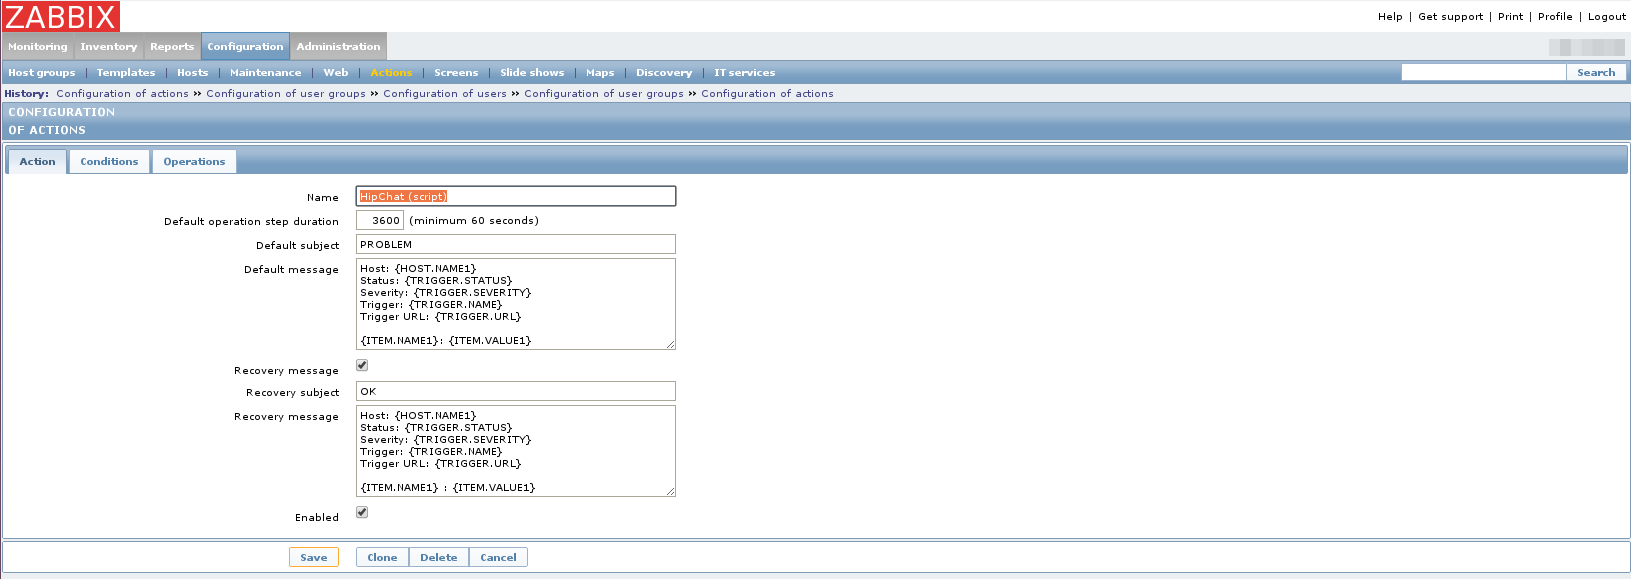 ZABBIX
Help | Get support | Print | Profile | Logout
Monitoring Inventory Reports Configuration Administration
Host groups | Templates | Hosts | Maintenance | Web | Actions | Screens | Slide shows | Maps | Discovery | IT services Search
History: Configuration of actions » Configuration of user groups » Configuration of users » Configuration of user groups » Configuration of actions
CONFIGURATION
OF ACTIONS
Action Conditions Operations
Name HipChat (script)
Default operation step duration 3600 (minimum 60 seconds)
Default subject PROBLEM
Default message Host: {HOST.NAME1}
Status: {TRIGGER.STATUS}
Severity: {TRIGGER.SEVERITY}
Trigger: {TRIGGER.NAME}
Trigger URL: {TRIGGER.URL}
{ITEM.NAME1}: {ITEM.VALUE1}
Recovery message
Recovery subject OK
Recovery message Host: {HOST.NAME1}
Status: {TRIGGER.STATUS}
Severity: {TRIGGER.SEVERITY}
Trigger: {TRIGGER.NAME}
Trigger URL: {TRIGGER.URL}
{ITEM.NAME1} : {ITEM.VALUE1}
Enabled
Save Clone Delete Cancel